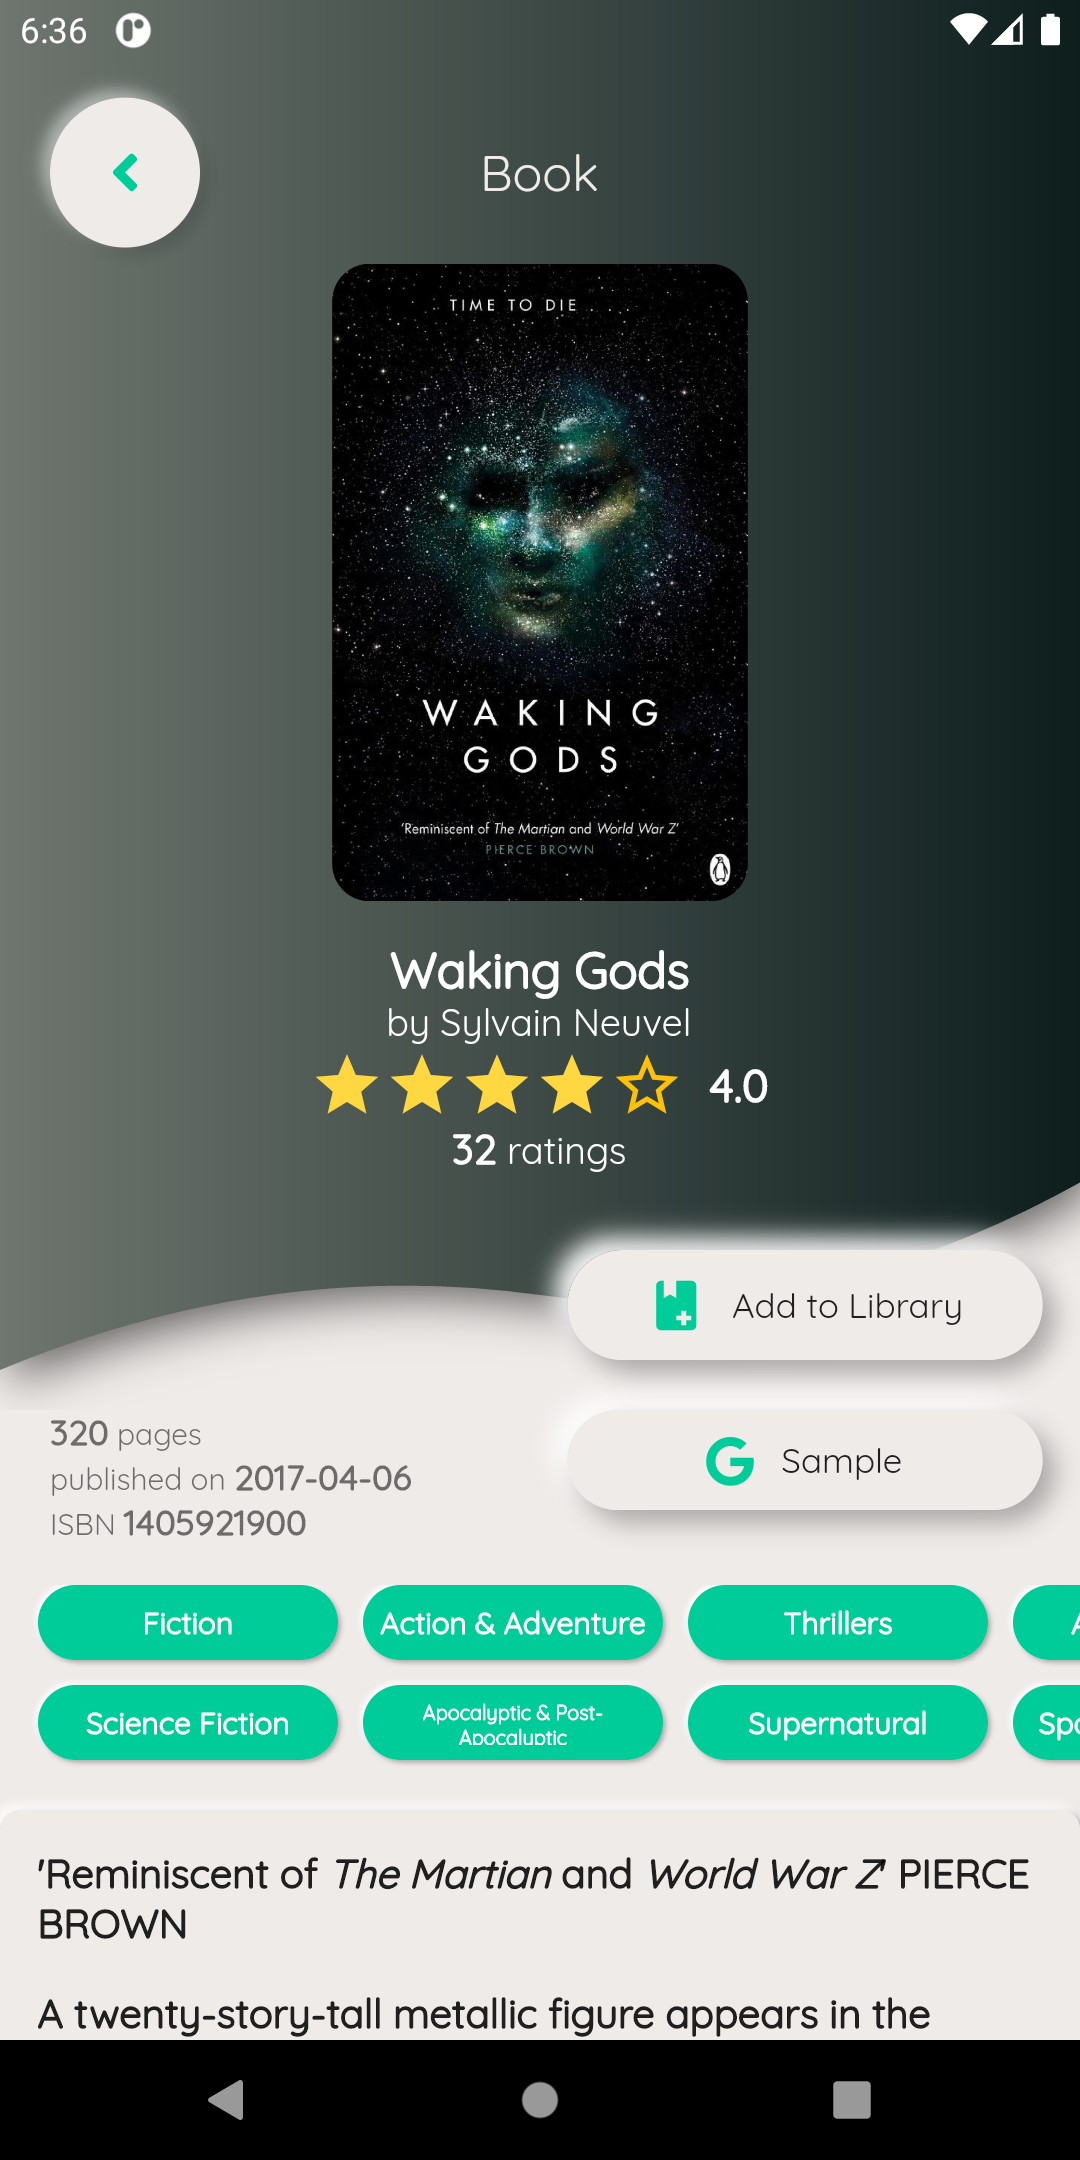 6:36
Book
TIME TO DIE . . . .
WAKING
GODS
'Reminiscent of The Martian and World War Z'
PIERCE BROWN
Waking Gods
by Sylvain Neuvel
4.0
32 ratings
Add to Library
320 pages
published on 2017-04-06
ISBN 1405921900
Sample
Fiction
Action & Adventure
Thrillers
Science Fiction
Apocalyptic & Post-
Apocalyptic
Supernatural
'Reminiscent of The Martian and World War Z' PIERCE
BROWN
A twenty-story-tall metallic figure appears in the